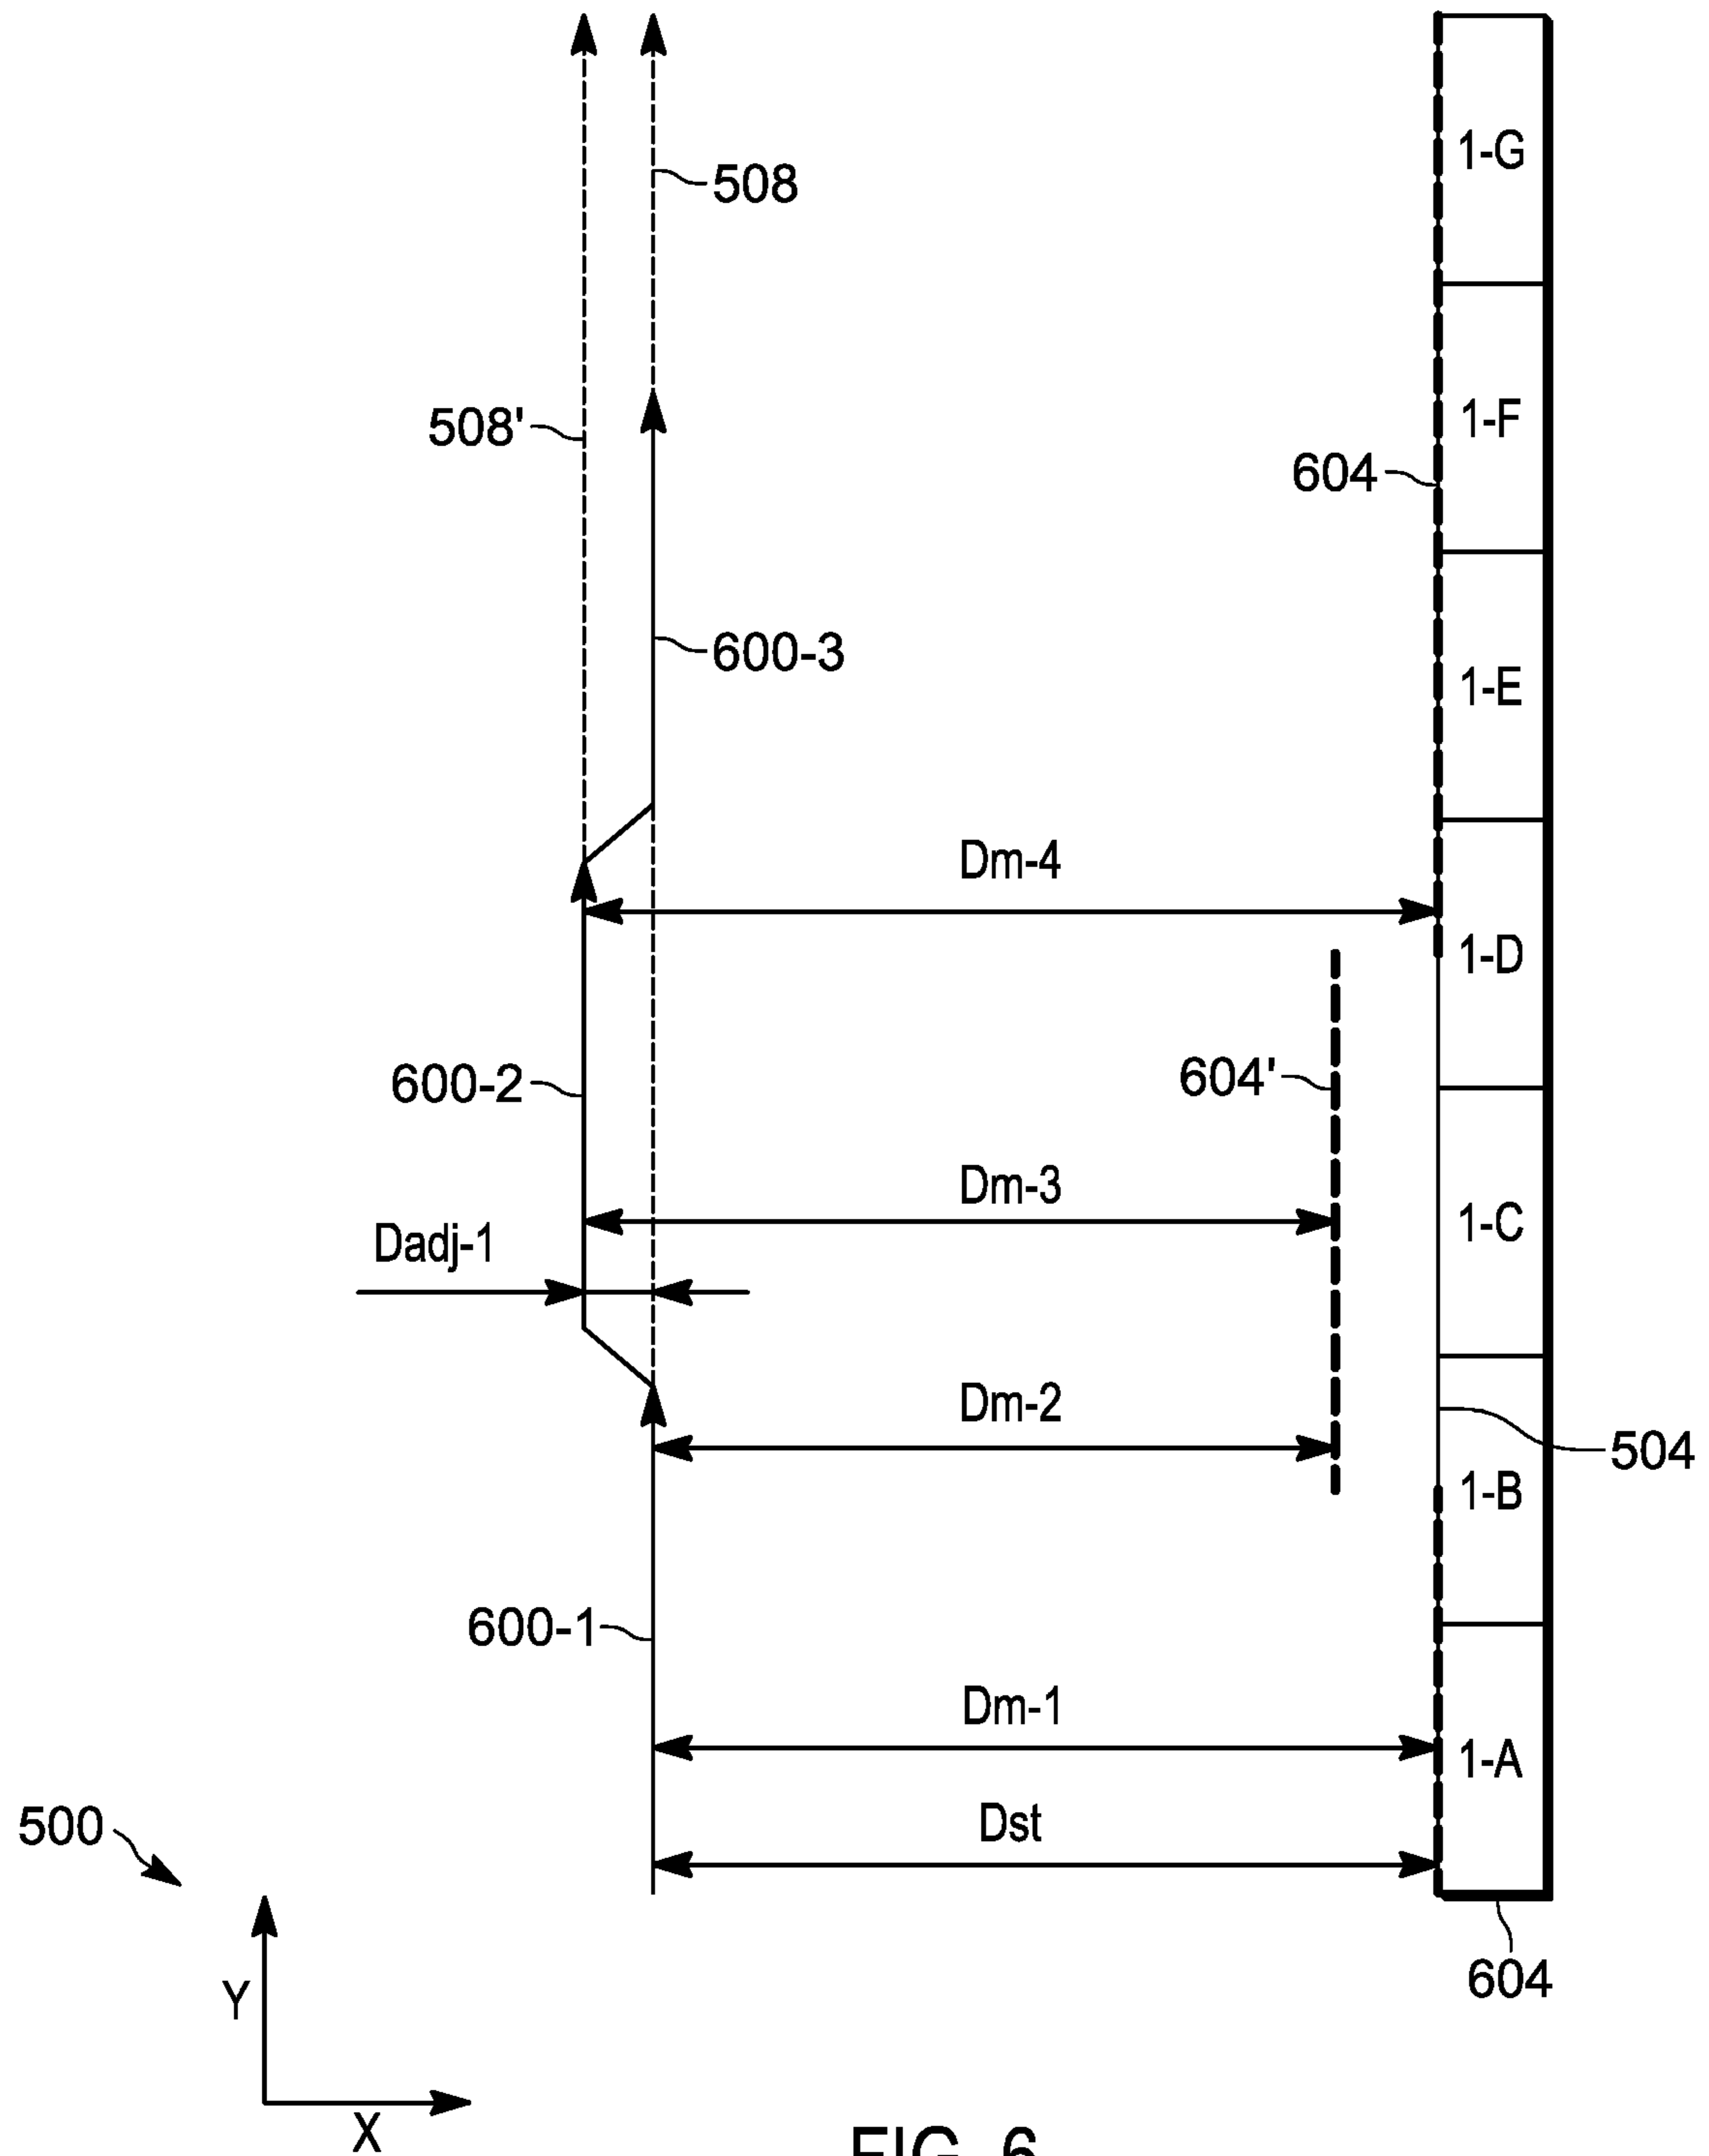 1-G
508
508'
1-F
604
600-3
1-E
Dm-4
1-D
600-2
604'
Dm-3
1-C
Dadj-1
Dm-2
504
1-B
600-1
Dm-1
1-A
500
Dst
604
Y
X
FIG. 6